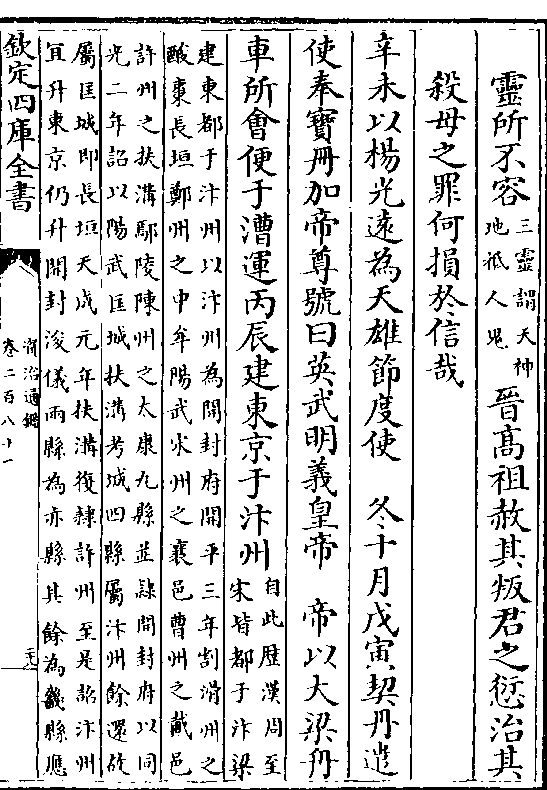 靈所不容三靈謂天神地祇人鬼晉高祖赦其叛君之愆治其
殺母之罪何損於信哉
辛未以楊光遠為天雄節度使　冬十月戊寅契丹遣
使奉寶冊加帝尊號曰英武明義皇帝　帝以大梁舟
車所會便于漕運丙辰建東京于汴州自此歷漢周至宋皆都于汴梁
建東都于汴州以汴州為開封府開平三年割滑州之
酸棗長垣鄭州之中牟陽武宋州之襄邑曹州之戴邑
許州之扶溝鄢陵陳州之太康九縣並隷開封府以同
光二年詔以陽武匡城扶溝考城四縣屬汴州餘還故
屬匡城即長垣天成元年扶溝復隷許州至是詔汴州
宜升東京仍升開封浚儀兩縣為赤縣其餘為畿縣應
欽定四庫全書
資治通鑑
卷二百八十一